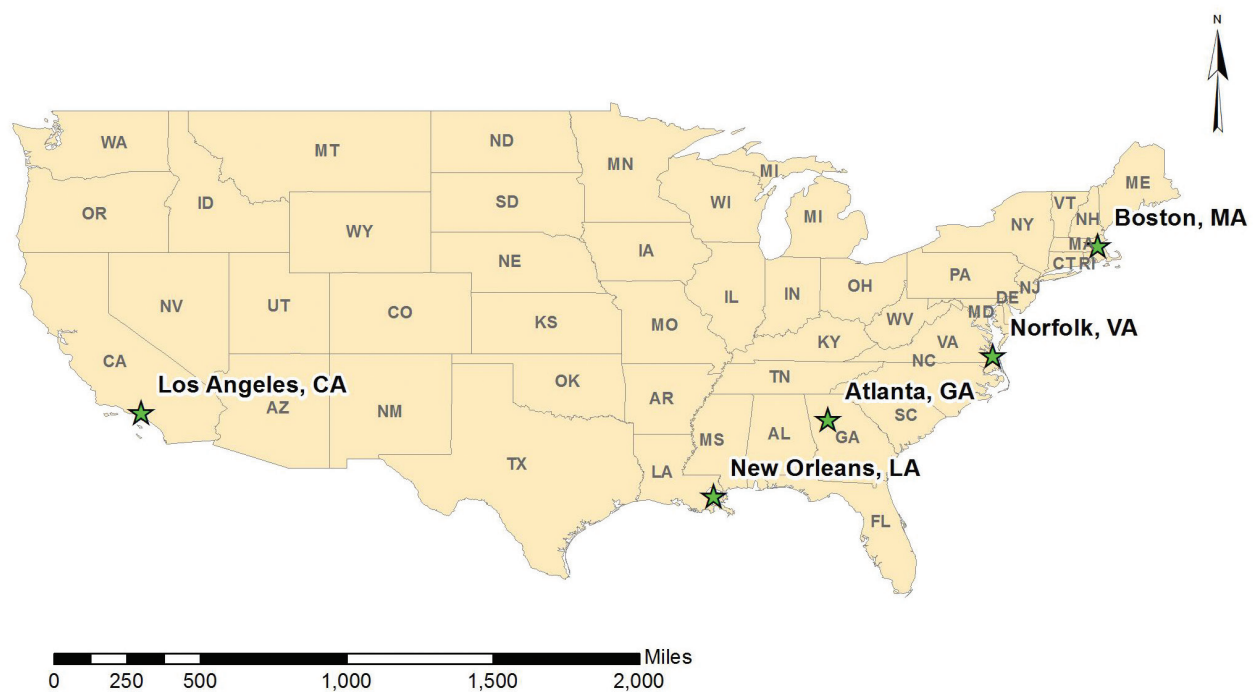 N
WA
MT
ND
MN
MI
ME
OR
ID
SD
WI
MI
NY
VT
NH
Boston, MA
WY
IA
MA
CT RI
NE
PA
NJ
NV
UT
CO
IL
IN
OH
DE
MD
WV
KS
MO
KY
VA
Norfolk, VA
CA
NC
Los Angeles, CA
OK
TN
Atlanta, GA
AZ
NM
AR
SC
MS
AL
GA
TX
LA
New Orleans, LA
FL
Miles
0 250 500 1,000 1,500 2,000